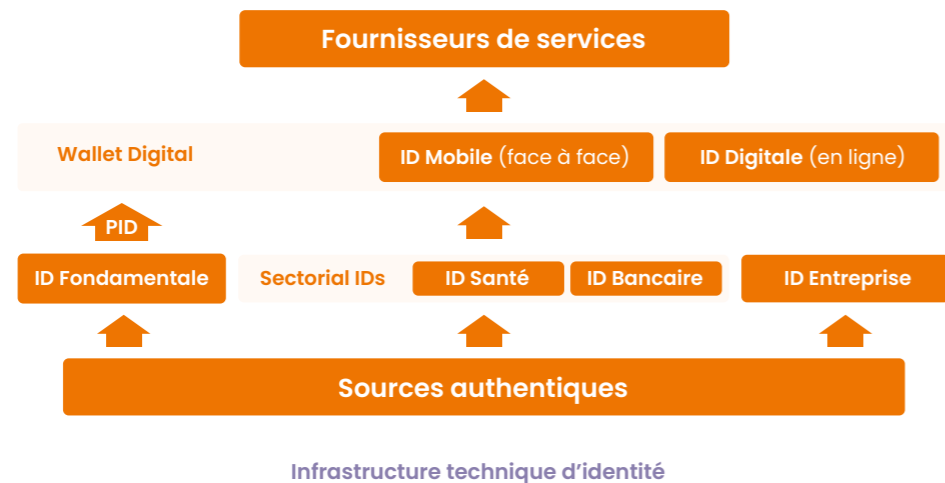 Fournisseurs de services
Wallet Digital
ID Mobile (face à face)
ID Digitale (en ligne)
PID
ID Fondamentale
Sectorial IDs
ID Santé
ID Bancaire
ID Entreprise
Sources authentiques
Infrastructure technique d’identité